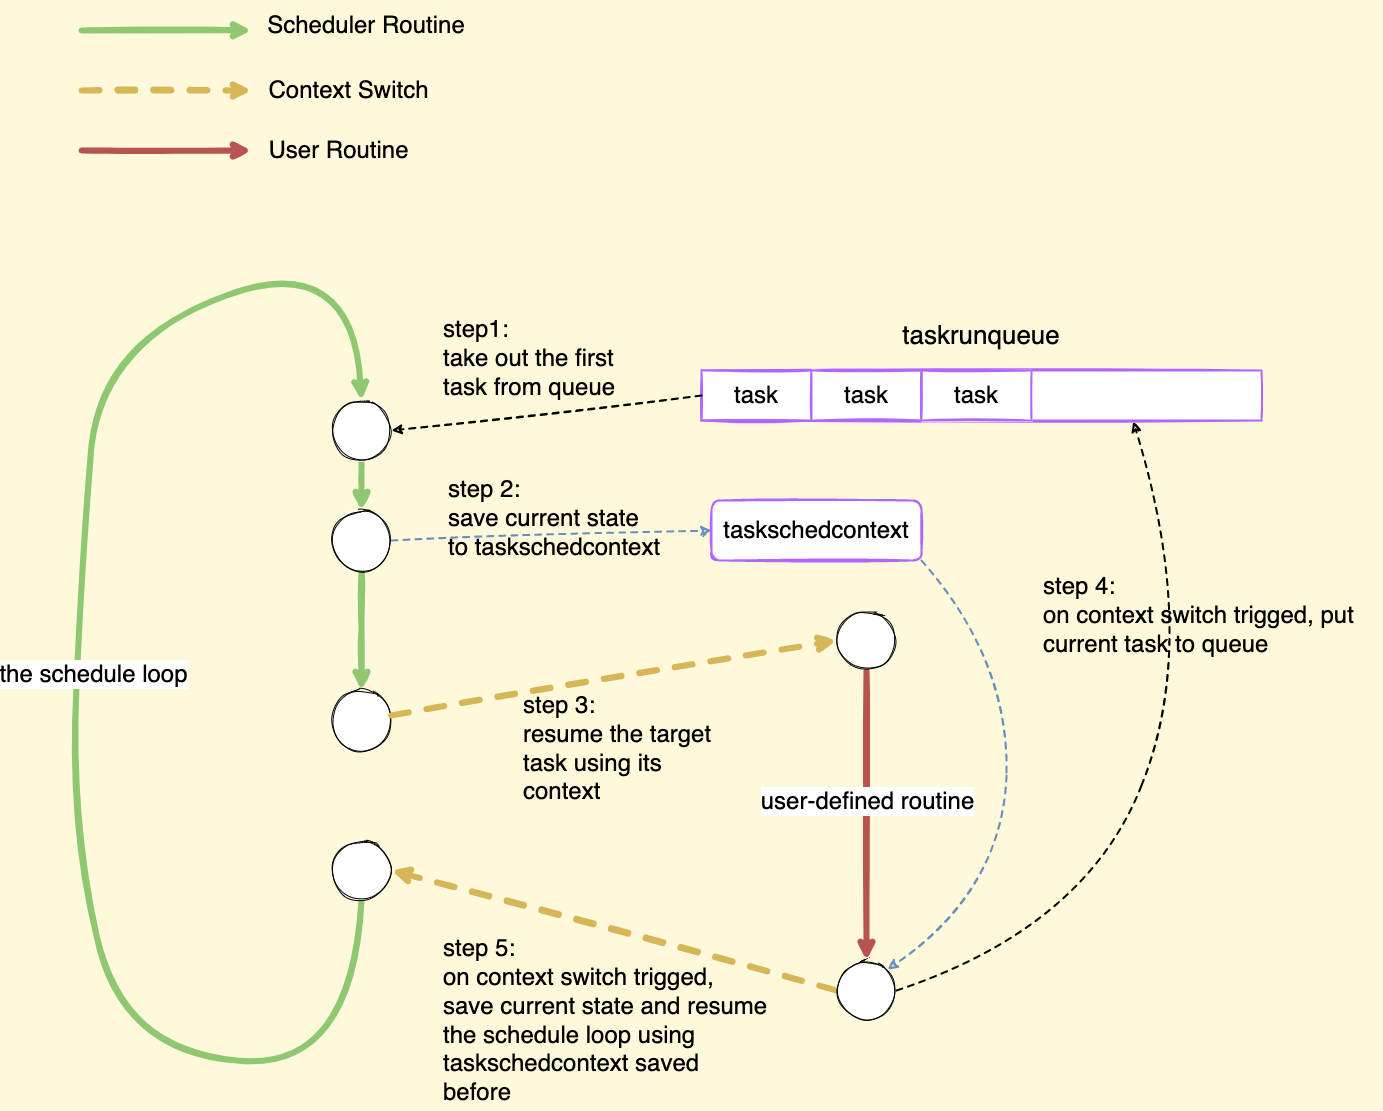 Scheduler Routine
Context Switch
User Routine
step1:
take out the first
task from queue
taskrunqueue
task
task
task
step 2:
save current state
to taskschedcontext
taskschedcontext
step 4:
on context switch trigged, put
current task to queue
the schedule loop
step 3:
resume the target
task using its
context
user-defined routine
step 5:
on context switch trigged,
save current state and resume
the schedule loop using
taskschedcontext saved
before